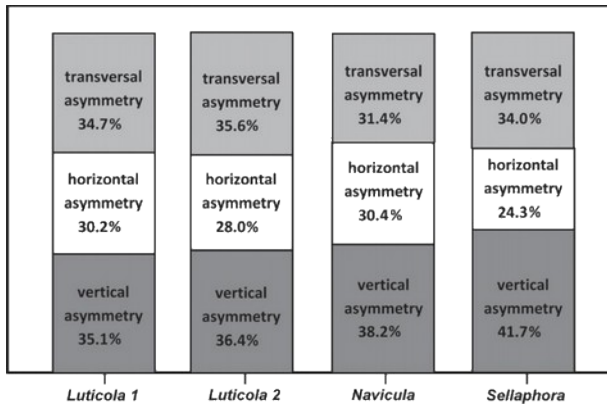 transversal
asymmetry
34.7%
horizontal
asymmetry
30.2%
vertical
asymmetry
35.1%
Luticola 1
transversal
asymmetry
35.6%
horizontal
asymmetry
28.0%
vertical
asymmetry
36.4%
Luticola 2
transversal
asymmetry
31.4%
horizontal
asymmetry
30.4%
vertical
asymmetry
38.2%
Navicula
transversal
asymmetry
34.0%
horizontal
asymmetry
24.3%
vertical
asymmetry
41.7%
Sellaphora